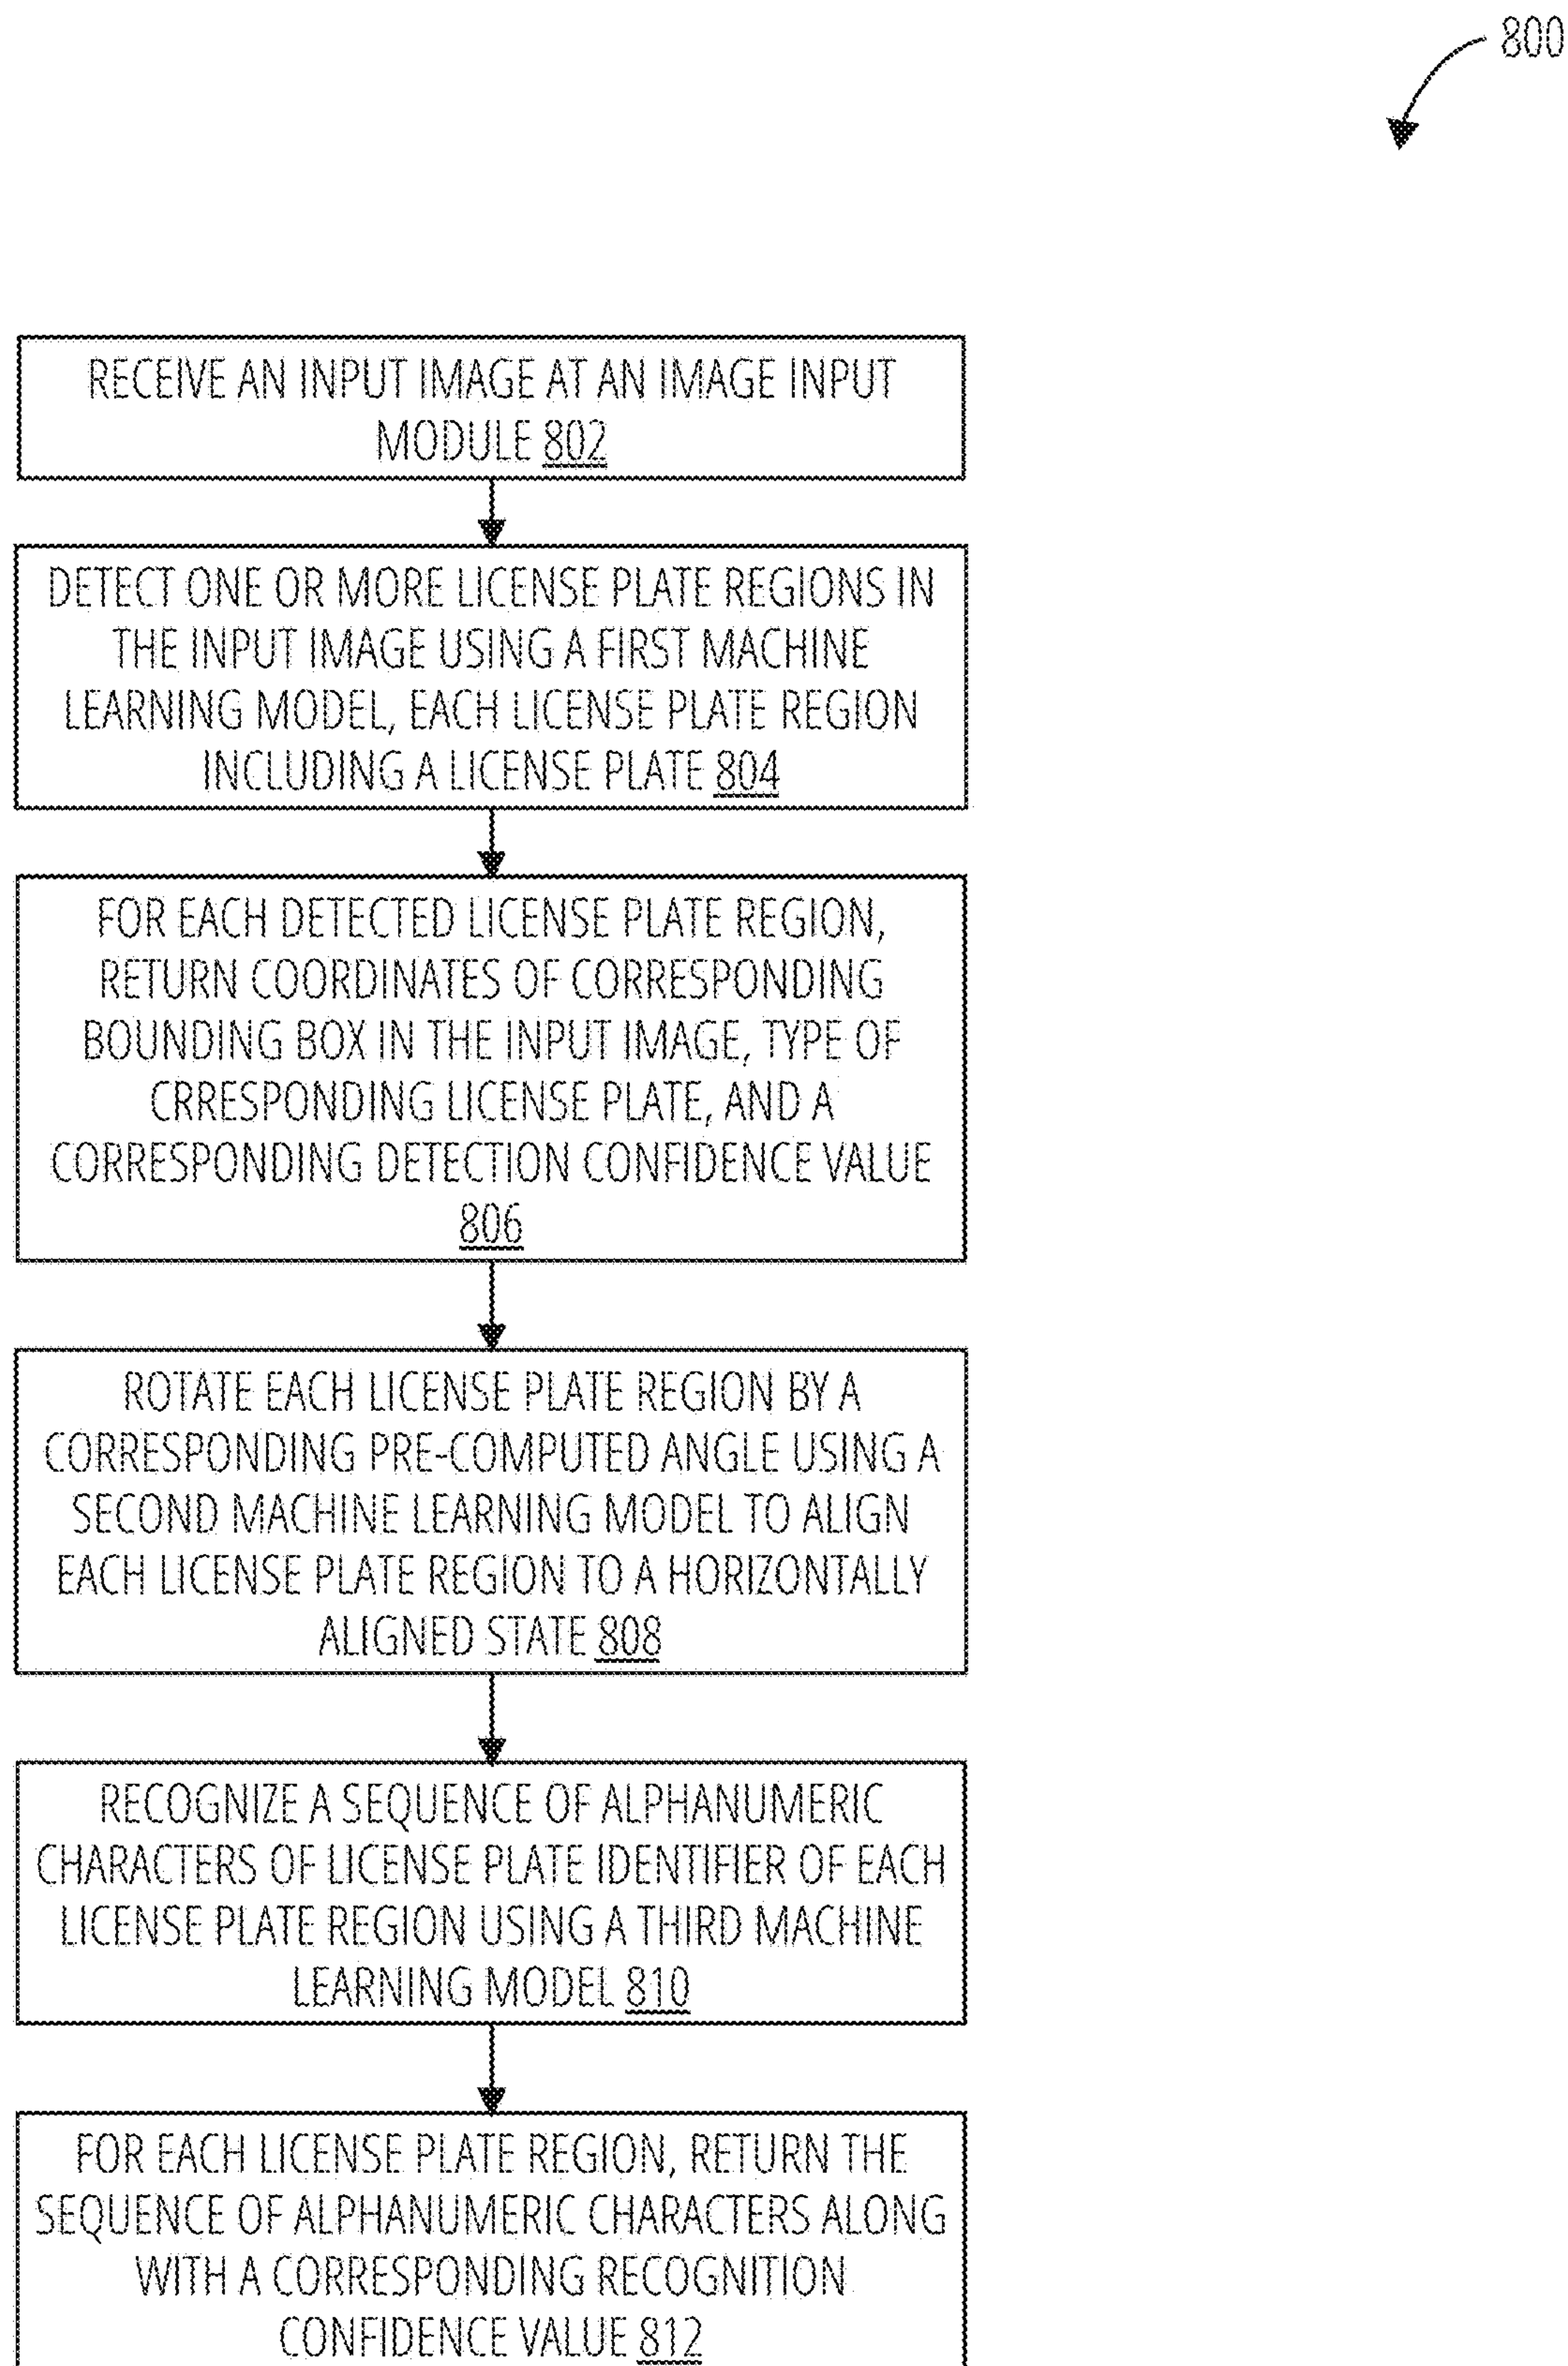 800
RECEIVE AN INPUT IMAGE AT AN IMAGE INPUT
MODULE 802
DETECT ONE OR MORE LICENSE PLATE REGIONS IN
THE INPUT IMAGE USING A FIRST MACHINE
LEARNING MODEL, EACH LICENSE PLATE REGION
INCLUDING A LICENSE PLATE 804
FOR EACH DETECTED LICENSE PLATE REGION,
RETURN COORDINATES OF CORRESPONDING
BOUNDING BOX IN THE INPUT IMAGE, TYPE OF
CRRESPONDING LICENSE PLATE, AND A
CORRESPONDING DETECTION CONFIDENCE VALUE
806
ROTATE EACH LICENSE PLATE REGION BY A
CORRESPONDING PRE-COMPUTED ANGLE USING A
SECOND MACHINE LEARNING MODEL TO ALIGN
EACH LICENSE PLATE REGION TO A HORIZONTALLY
ALIGNED STATE 808
RECOGNIZE A SEQUENCE OF ALPHANUMERIC
CHARACTERS OF LICENSE PLATE IDENTIFIER OF EACH
LICENSE PLATE REGION USING A THIRD MACHINE
LEARNING MODEL 810
FOR EACH LICENSE PLATE REGION, RETURN THE
SEQUENCE OF ALPHANUMERIC CHARACTERS ALONG
WITH A CORRESPONDING RECOGNITION
CONFIDENCE VALUE 812